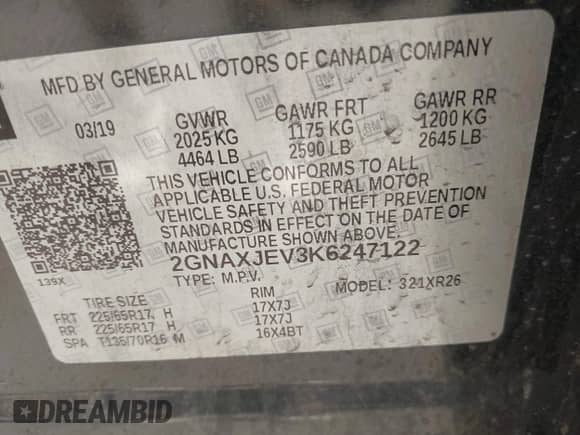 MFD BY GENERAL MOTORS OF CANADA COMPANY
03/19 GVWR GAWR FRT GAWR RR
2025 KG 1175 KG 1200 KG
4464 LB 2590 LB 2645 LB
THIS VEHICLE CONFORMS TO ALL
APPLICABLE U.S. FEDERAL MOTOR
VEHICLE SAFETY AND THEFT PREVENTION
STANDARDS IN EFFECT ON THE DATE OF
MANUFACTURE SHOWN ABOVE.
139X 2GNAXJEV3K6247122
TYPE: M.P.V. MODEL: 321XR26
TIRE SIZE RIM
FRT 225/65R17 H 17X7J
RR 225/65R17 H 17X7J
SPA T135/70R16 M 16X4BT
GM
DREAMBID